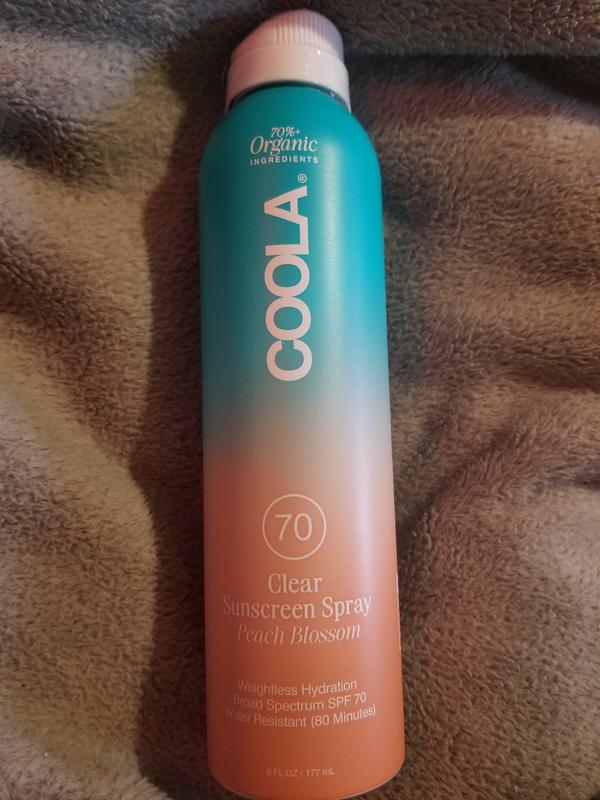 70%+
Organic
INGREDIENTS
COOLA®
70
Clear
Sunscreen Spray
Peach Blossom
Weightless Hydration
Broad Spectrum SPF 70
Water Resistant (80 Minutes)
6 FL OZ / 177 mL